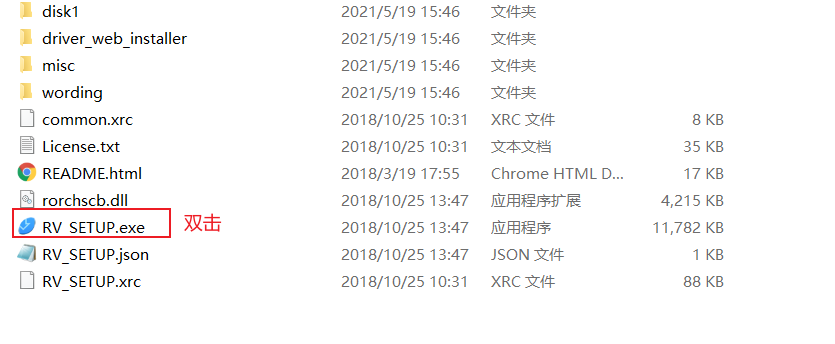 disk1 2021/5/19 15:46 文件夹
driver_web_installer 2021/5/19 15:46 文件夹
misc 2021/5/19 15:46 文件夹
wording 2021/5/19 15:46 文件夹
common.xrc 2018/10/25 10:31 XRC 文件 8 KB
License.txt 2018/10/25 10:31 文本文档 35 KB
README.html 2018/3/19 17:55 Chrome HTML D... 17 KB
rorchscb.dll 2018/10/25 13:47 应用程序扩展 4,215 KB
RV_SETUP.exe 双击 2018/10/25 13:47 应用程序 11,782 KB
RV_SETUP.json 2018/10/25 13:47 JSON 文件 1 KB
RV_SETUP.xrc 2018/10/25 10:31 XRC 文件 88 KB